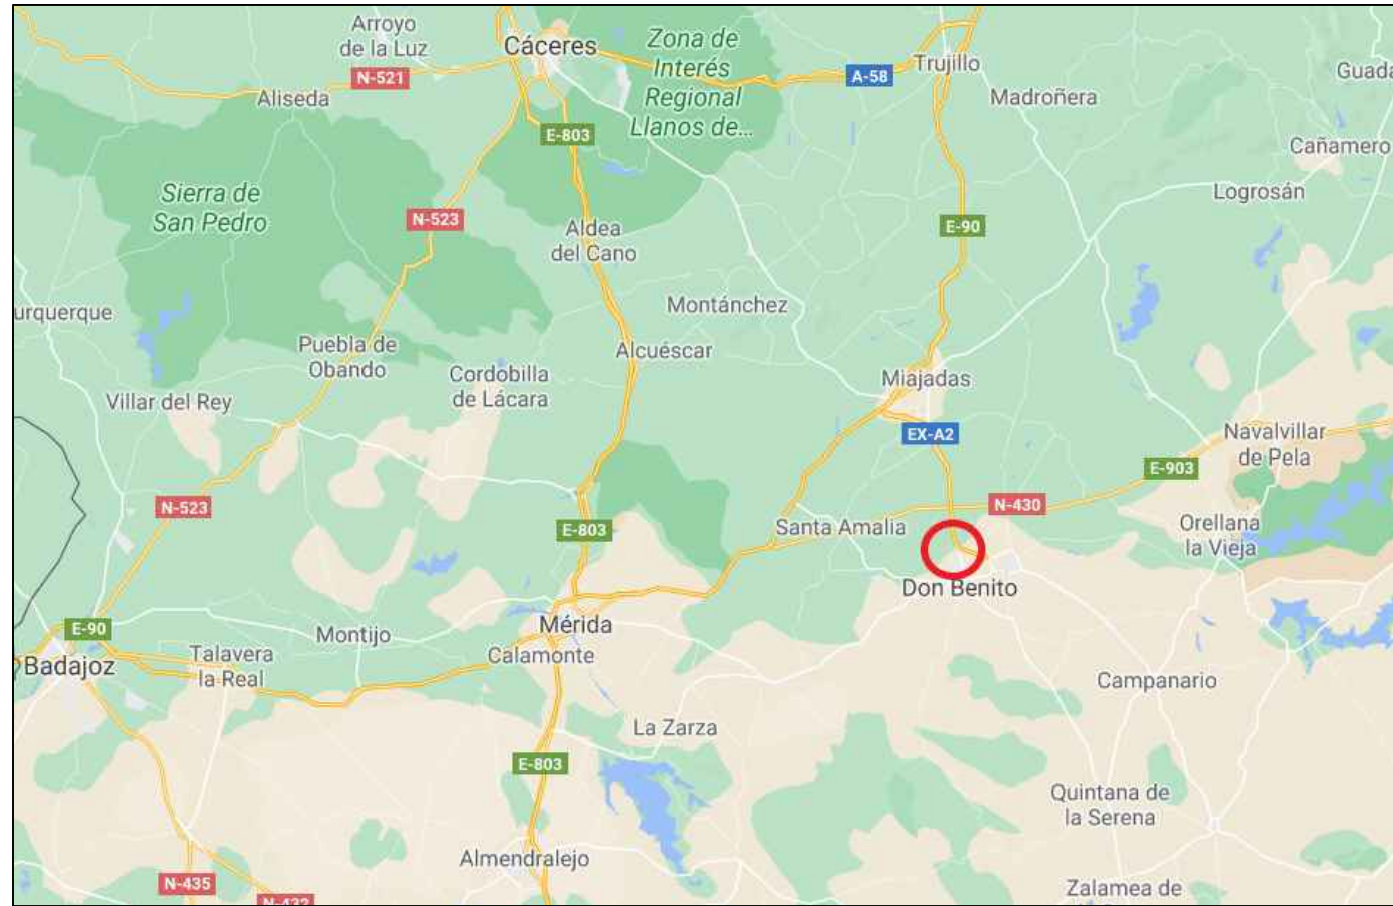 Arroyo
de la Luz
Cáceres
Zona de
Interés
Regional
Llanos de...
N-521
A-58
Trujillo
Guada
Aliseda
Madroñera
E-803
Cañamero
Sierra de
San Pedro
Logrosán
N-523
Aldea
del Cano
E-90
urquerque
Montánchez
Puebla de
Obando
Alcuéscar
Cordobilla
de Lácara
Miajadas
Villar del Rey
EX-A2
Navalvillar
de Pela
E-903
N-523
N-430
E-803
Santa Amalia
Orellana
la Vieja
Don Benito
E-90
Montijo
Mérida
Badajoz
Talavera
la Real
Calamonte
Campanario
La Zarza
E-803
Quintana de
la Serena
Almendralejo
N-435
N-432
Zalamea de